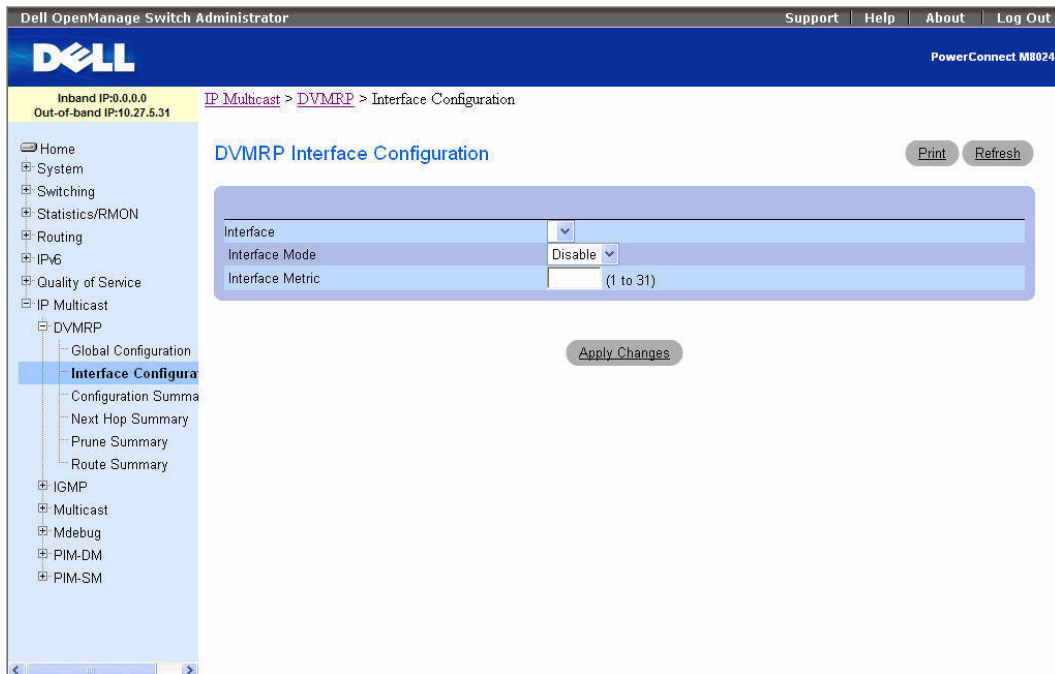 Dell OpenManage Switch Administrator Support Help About Log Out
DELL
PowerConnect M8024
Inband IP:0.0.0.0
Out-of-band IP:10.27.5.31
IP Multicast > DVMRP > Interface Configuration
Home
System
Switching
Statistics/RMON
Routing
IPv6
Quality of Service
IP Multicast
DVMRP
Global Configuration
Interface Configura
Configuration Summa
Next Hop Summary
Prune Summary
Route Summary
IGMP
Multicast
Mdebug
PIM-DM
PIM-SM
DVMRP Interface Configuration
Print Refresh
Interface
Interface Mode Disable
Interface Metric (1 to 31)
Apply Changes